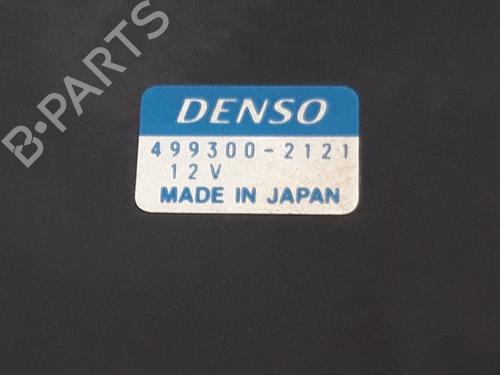 B-PARTS
DENSO
499300-2121
12V
MADE IN JAPAN